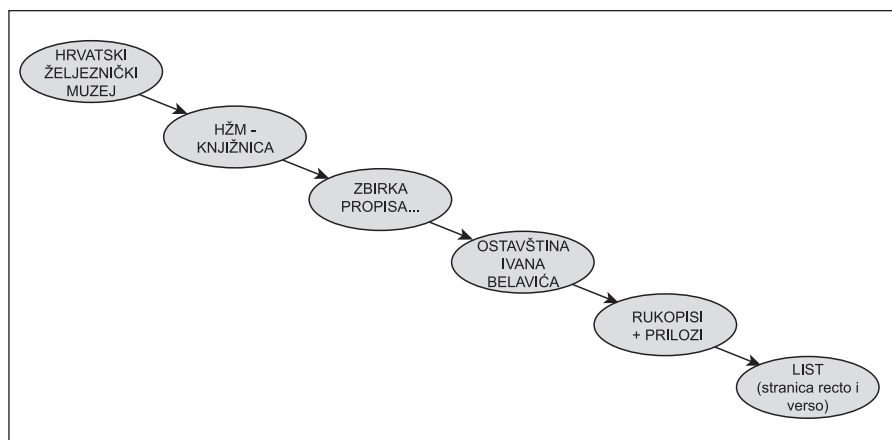 HRVATSKI
ŽELJEZNIČKI
MUZEJ
HŽM -
KNJIŽNICA
ZBIRKA
PROPISA...
OSTAVŠTINA
IVANA
BELAVIĆA
RUKOPISI
+ PRILOZI
LIST
(stranica recto i
verso)